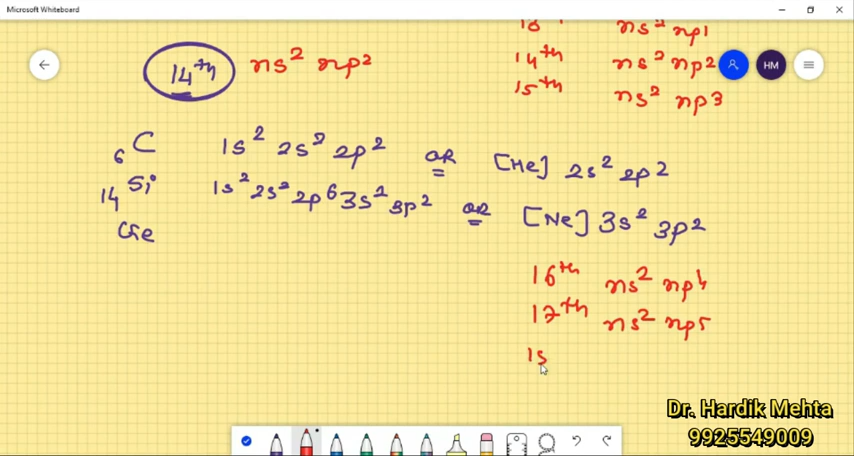 Microsoft Whiteboard
ns² np1
14th ns² np²
14th ns² np2
HM
15th ns² np3
₆C 1s² 2s² 2p² OR [He] 2s² 2p²
₁₄Si 1s² 2s² 2p⁶ 3s² 3p² OR [Ne] 3s² 3p²
Ge
16th ns² np4
17th ns² np5
Dr. Hardik Mehta
9925549009